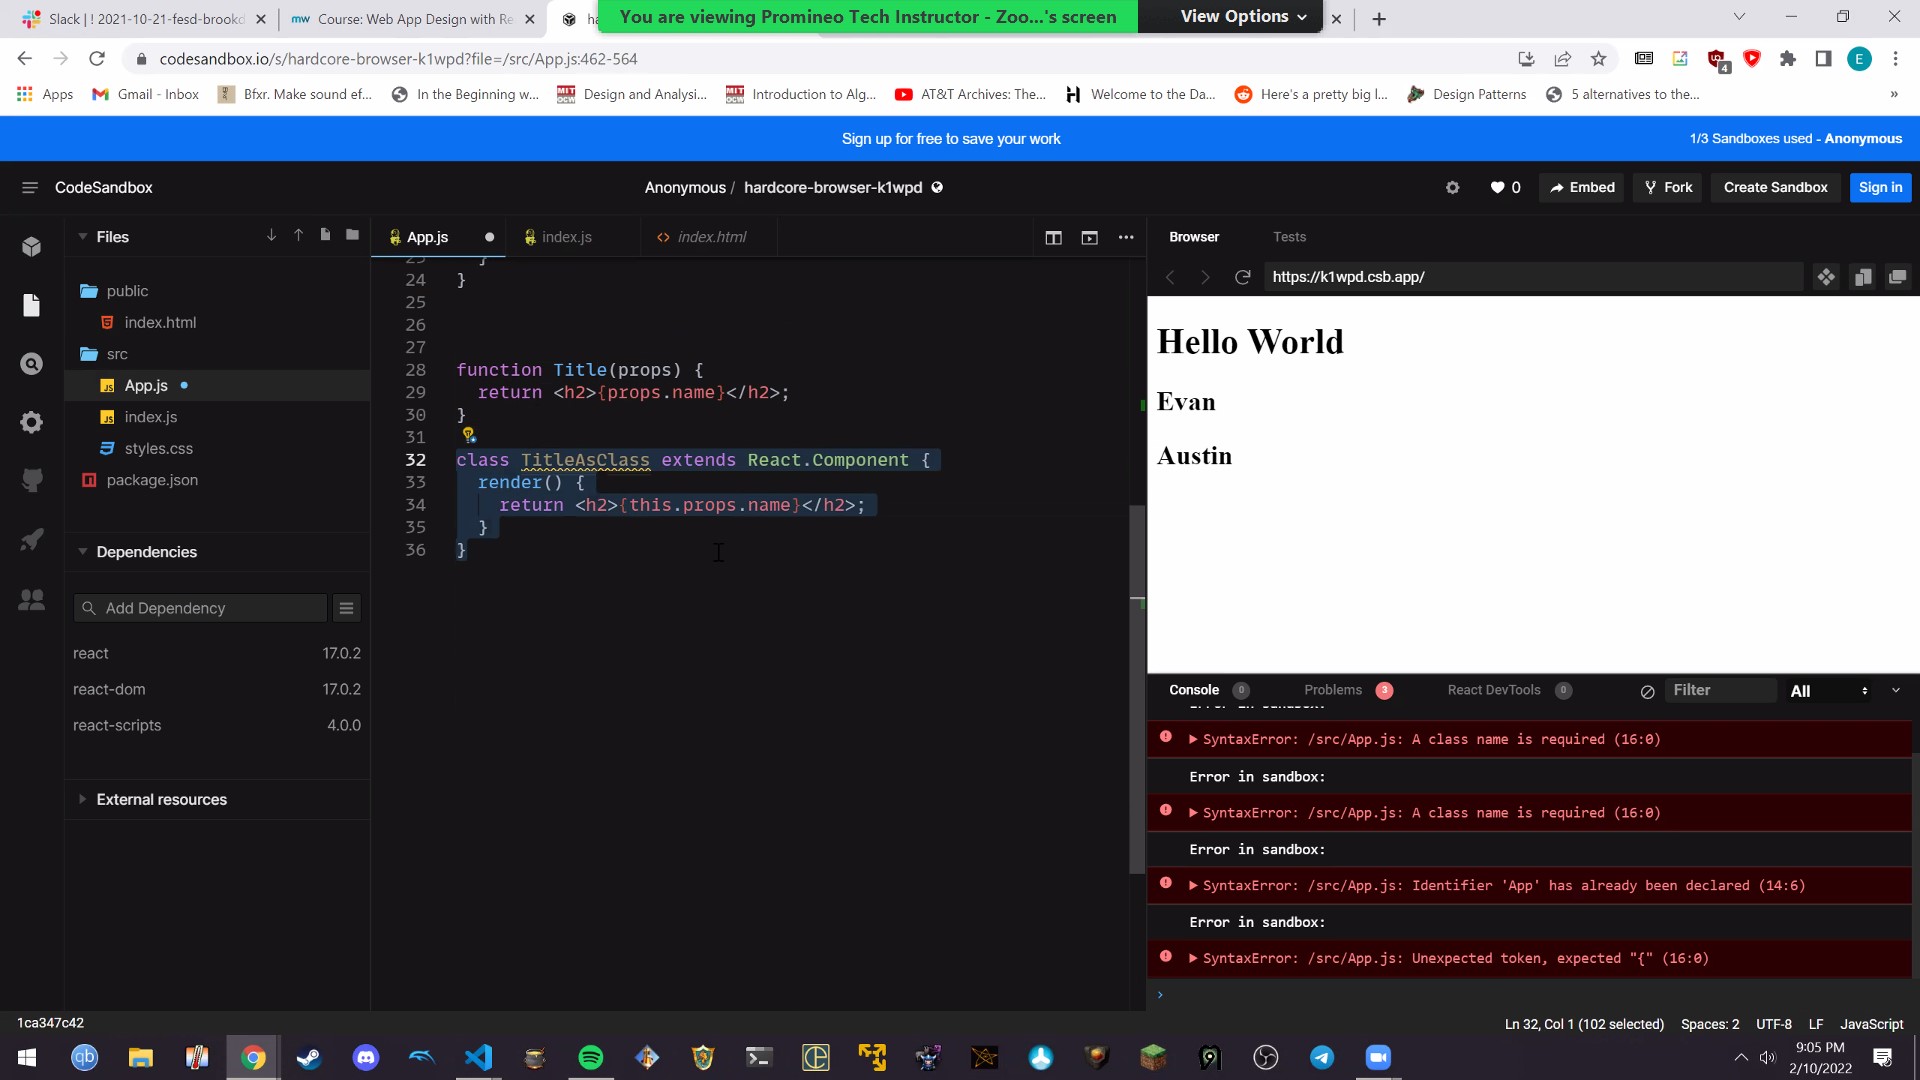 Slack | ! 2021-10-21-fesd-brookd
Course: Web App Design with Re
You are viewing Promineo Tech Instructor - Zoo...'s screen
View Options
codesandbox.io/s/hardcore-browser-k1wpd?file=/src/App.js:462-564
4
E
Apps
Gmail - Inbox
Bfxr. Make sound ef...
In the Beginning w...
Design and Analysi...
Introduction to Alg...
AT&T Archives: The...
Welcome to the Da...
Here's a pretty big l...
Design Patterns
5 alternatives to the...
»
Sign up for free to save your work
1/3 Sandboxes used - Anonymous
CodeSandbox
Anonymous / hardcore-browser-k1wpd
0
Embed
Fork
Create Sandbox
Sign in
Files
public
index.html
src
App.js
index.js
styles.css
package.json
Dependencies
Add Dependency
react 17.0.2
react-dom 17.0.2
react-scripts 4.0.0
External resources
App.js
index.js
index.html
23 }
24 }
25
26
27
28 function Title(props) {
29 return <h2>{props.name}</h2>;
30 }
31
32 class TitleAsClass extends React.Component {
33 render() {
34 return <h2>{this.props.name}</h2>;
35 }
36 }
Browser
Tests
https://k1wpd.csb.app/
Hello World
Evan
Austin
Console 0
Problems 3
React DevTools 0
Filter
All
Error in sandbox:
SyntaxError: /src/App.js: A class name is required (16:0)
Error in sandbox:
SyntaxError: /src/App.js: A class name is required (16:0)
Error in sandbox:
SyntaxError: /src/App.js: Identifier 'App' has already been declared (14:6)
Error in sandbox:
SyntaxError: /src/App.js: Unexpected token, expected "{" (16:0)
1ca347c42
Ln 32, Col 1 (102 selected)
Spaces: 2
UTF-8
LF
JavaScript
9:05 PM
2/10/2022